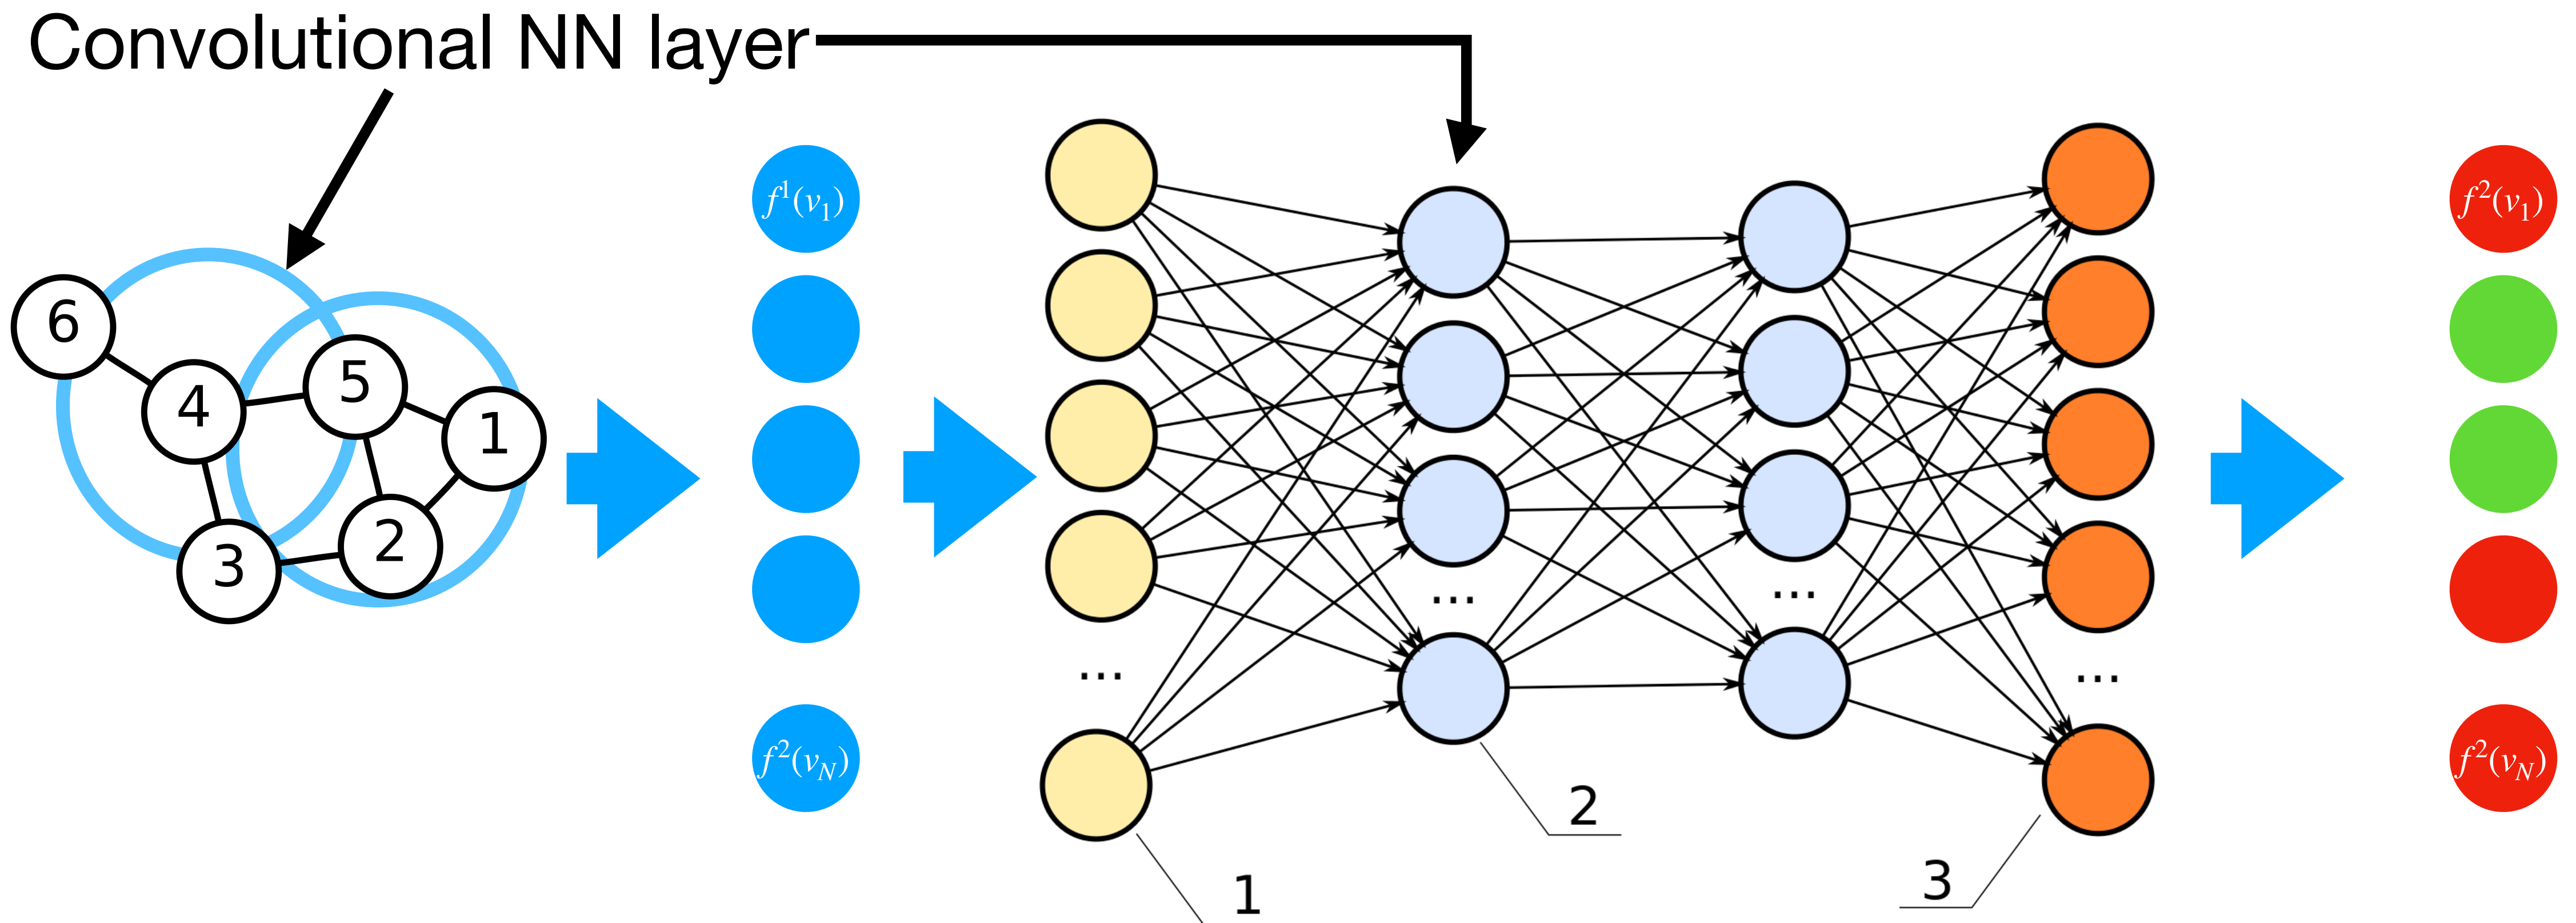 Convolutional NN layer
6
5
4
1
2
3
f¹(v₁)
f²(v_N)
...
...
...
...
1
2
3
f²(v₁)
f²(v_N)